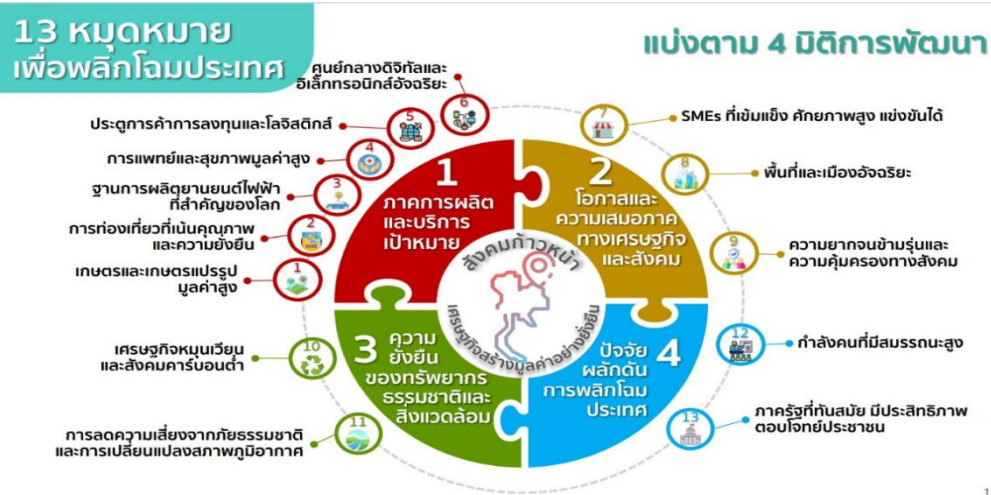 13 หมุดหมาย
เพื่อพลิกโฉมประเทศ
แบ่งตาม 4 มิติการพัฒนา
1
ภาคการผลิต
และบริการ
เป้าหมาย
6
ศูนย์กลางดิจิทัลและ
อิเล็กทรอนิกส์อัจฉริยะ
5
ประตูการค้าการลงทุนและโลจิสติกส์
4
การแพทย์และสุขภาพมูลค่าสูง
3
ฐานการผลิตยานยนต์ไฟฟ้า
ที่สำคัญของโลก
2
การท่องเที่ยวที่เน้นคุณภาพ
และความยั่งยืน
1
เกษตรและเกษตรแปรรูป
มูลค่าสูง
2
โอกาสและ
ความเสมอภาค
ทางเศรษฐกิจ
และสังคม
7
SMEs ที่เข้มแข็ง ศักยภาพสูง แข่งขันได้
8
พื้นที่และเมืองอัจฉริยะ
9
ความยากจนข้ามรุ่นและ
ความคุ้มครองทางสังคม
สังคมก้าวหน้า
เศรษฐกิจสร้างมูลค่าอย่างยั่งยืน
3 ความ
ยั่งยืน
ของทรัพยากร
ธรรมชาติและ
สิ่งแวดล้อม
10
เศรษฐกิจหมุนเวียน
และสังคมคาร์บอนต่ำ
11
การลดความเสี่ยงจากภัยธรรมชาติ
และการเปลี่ยนแปลงสภาพภูมิอากาศ
4
ปัจจัย
ผลักดัน
การพลิกโฉม
ประเทศ
12
กำลังคนที่มีสมรรถนะสูง
13
ภาครัฐที่ทันสมัย มีประสิทธิภาพ
ตอบโจทย์ประชาชน
1